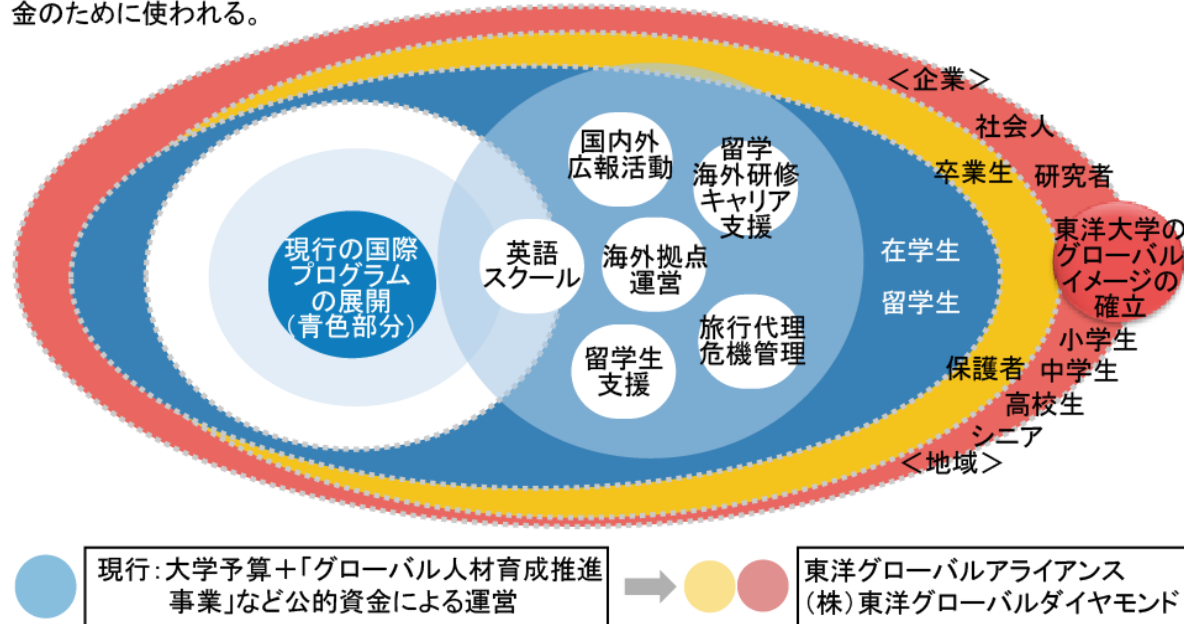 金のために使われる。
<企業>
社会人
卒業生
研究者
国内外
広報活動
留学
海外研修
キャリア
支援
現行の国際
プログラム
の展開
(青色部分)
英語
スクール
海外拠点
運営
在学生
留学生
東洋大学の
グローバル
イメージの
確立
留学生
支援
旅行代理
危機管理
保護者
小学生
中学生
高校生
シニア
<地域>
現行:大学予算+「グローバル人材育成推進
事業」など公的資金による運営
東洋グローバルアライアンス
(株)東洋グローバルダイヤモンド